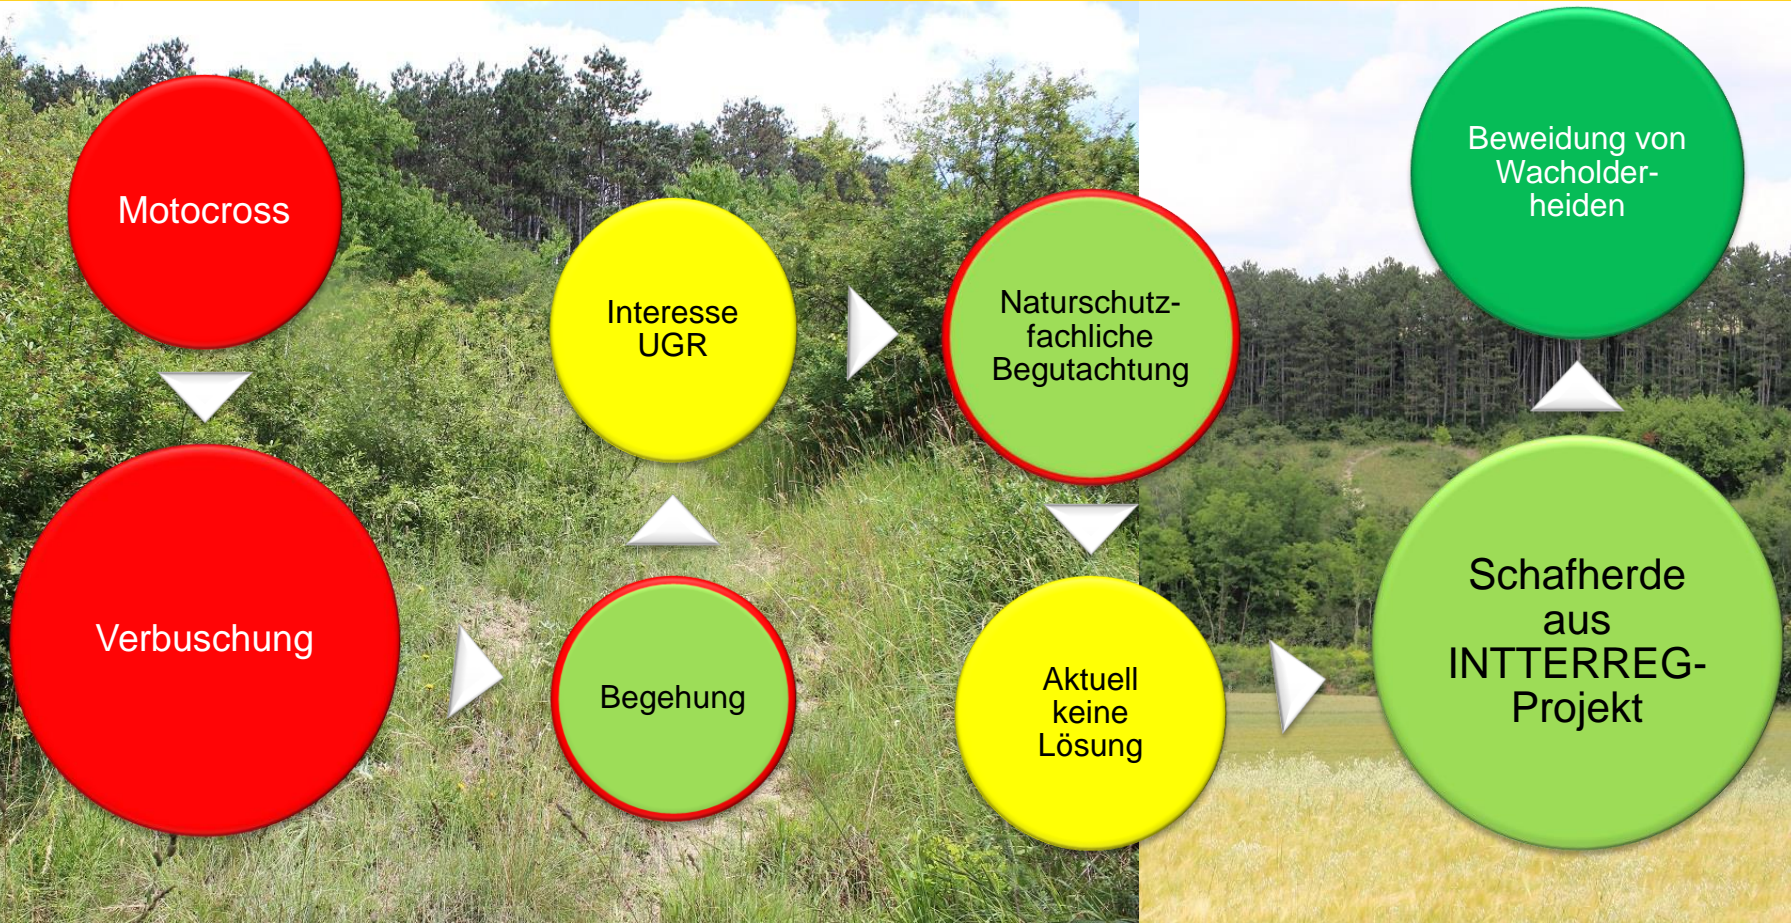 Motocross
Verbuschung
Begehung
Interesse
UGR
Naturschutz-
fachliche
Begutachtung
Aktuell
keine
Lösung
Schafherde
aus
INTTERREG-
Projekt
Beweidung von
Wacholder-
heiden